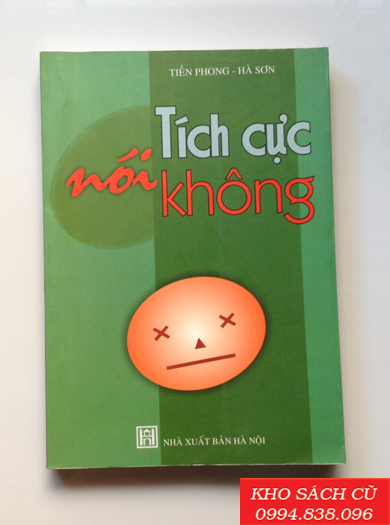 TIẾN PHONG - HÀ SƠN
Tích cực
nói không
NHÀ XUẤT BẢN HÀ NỘI
KHO SÁCH CŨ
0994.838.096